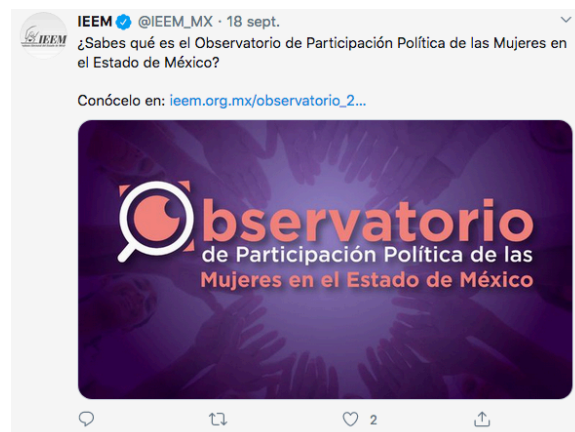 IEEM @IEEM_MX · 18 sept.
¿Sabes qué es el Observatorio de Participación Política de las Mujeres en
el Estado de México?
Conócelo en: ieem.org.mx/observatorio_2...
Observatorio
de Participación Política de las
Mujeres en el Estado de México
2